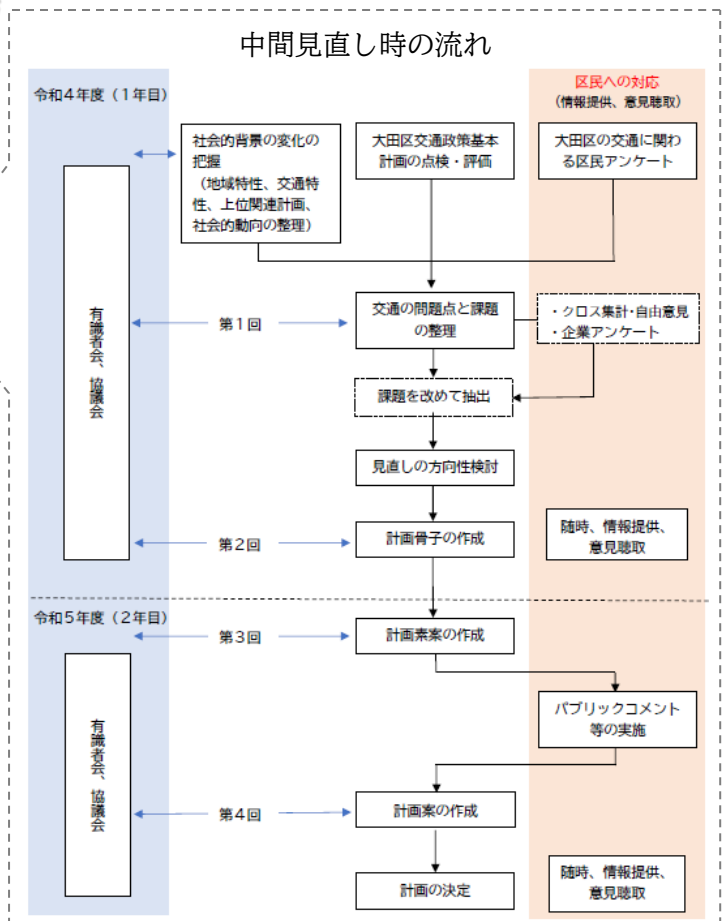 中間見直し時の流れ
令和4年度（1年目）
区民への対応
（情報提供、意見聴取）
社会的背景の変化の
把握
（地域特性、交通特
性、上位関連計画、
社会的動向の整理）
大田区交通政策基本
計画の点検・評価
大田区の交通に関わ
る区民アンケート
有識者会、協議会
第1回
交通の問題点と課題
の整理
・クロス集計・自由意見
・企業アンケート
課題を改めて抽出
見直しの方向性検討
第2回
計画骨子の作成
随時、情報提供、
意見聴取
令和5年度（2年目）
第3回
計画素案の作成
有識者会、協議会
パブリックコメント
等の実施
第4回
計画案の作成
計画の決定
随時、情報提供、
意見聴取